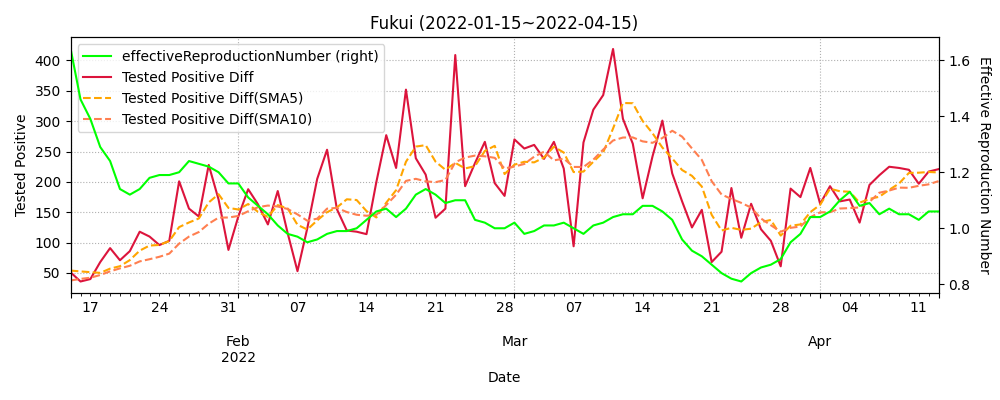 Fukui (2022-01-15~2022-04-15)
effectiveReproductionNumber (right)
Tested Positive Diff
Tested Positive Diff(SMA5)
Tested Positive Diff(SMA10)
Tested Positive
400
350
300
250
200
150
100
50
1.6
1.4
1.2
1.0
0.8
Effective Reproduction Number
17 24 31 07 14 21 28 07 14 21 28 04 11
Feb Mar Apr
2022
Date